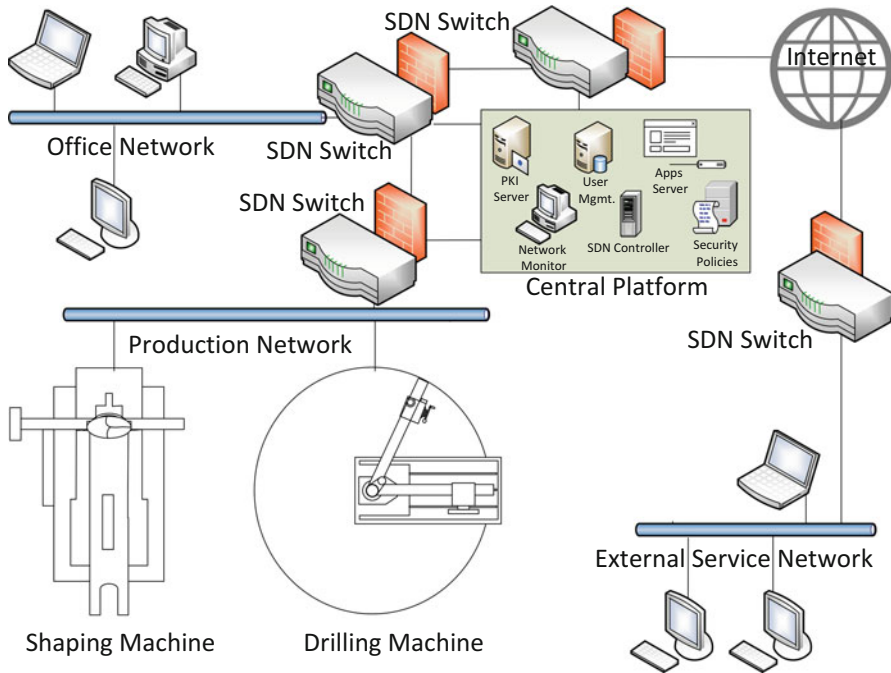 SDN Switch
Internet
Office Network
SDN Switch
PKI
Server
User
Mgmt.
Apps
Server
SDN Switch
Network
Monitor
SDN Controller
Security
Policies
Central Platform
SDN Switch
Production Network
External Service Network
Shaping Machine
Drilling Machine